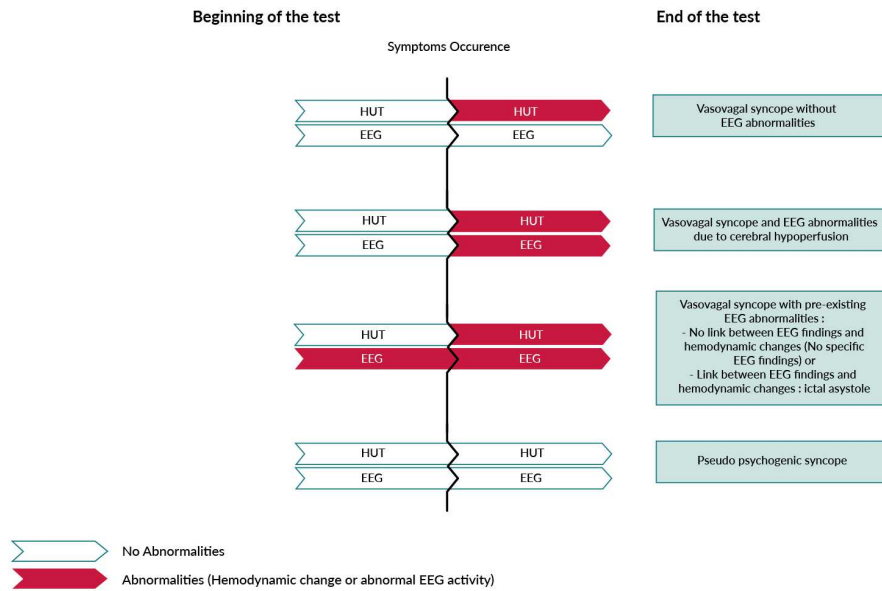 Beginning of the test
End of the test
Symptoms Occurence
HUT
HUT
EEG
EEG
Vasovagal syncope without
EEG abnormalities
HUT
HUT
EEG
EEG
Vasovagal syncope and EEG abnormalities
due to cerebral hypoperfusion
HUT
HUT
EEG
EEG
Vasovagal syncope with pre-existing
EEG abnormalities :
- No link between EEG findings and
hemodynamic changes (No specific
EEG findings) or
- Link between EEG findings and
hemodynamic changes : ictal asystole
HUT
HUT
EEG
EEG
Pseudo psychogenic syncope
No Abnormalities
Abnormalities (Hemodynamic change or abnormal EEG activity)